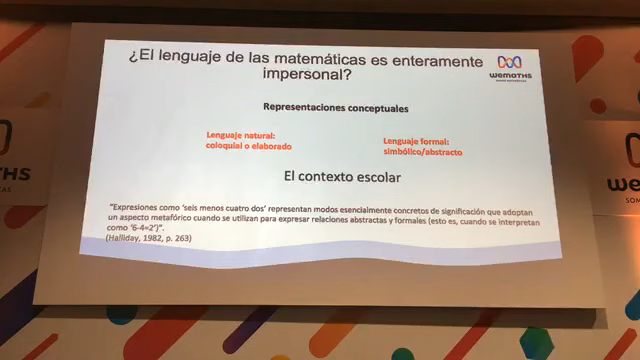 ¿El lenguaje de las matemáticas es enteramente
impersonal?
wemaths
Representaciones conceptuales
Lenguaje natural:
coloquial o elaborado
Lenguaje formal:
simbólico/abstracto
El contexto escolar
"Expresiones como 'seis menos cuatro dos' representan modos esencialmente concretos de significación que adoptan
un aspecto metafórico cuando se utilizan para expresar relaciones abstractas y formales (esto es, cuando se interpretan
como '6-4=2')".
(Halliday, 1982, p. 263)
THS
we
SOM